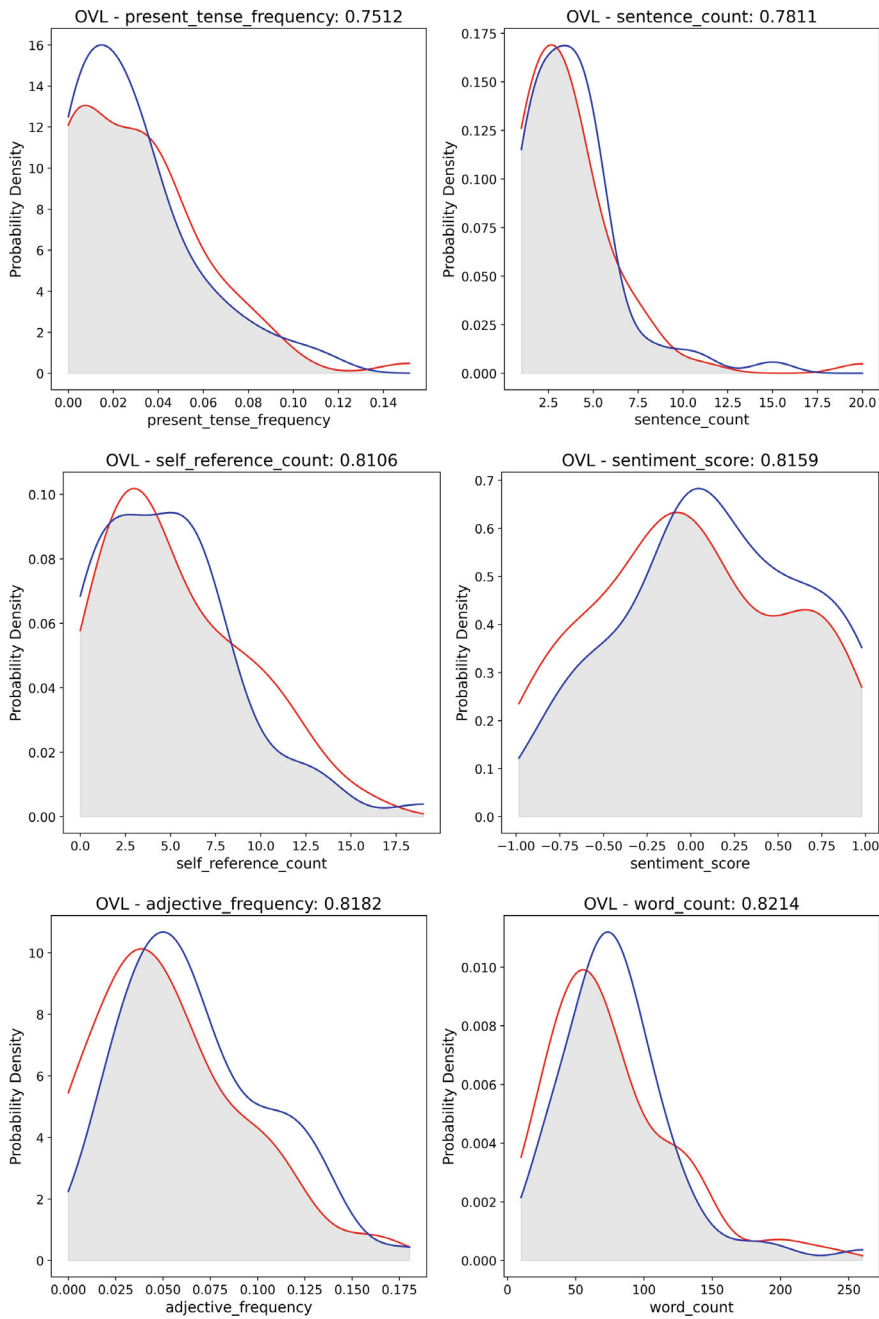 OVL - present_tense_frequency: 0.7512
Probability Density
16
14
12
10
8
6
4
2
0
0.00 0.02 0.04 0.06 0.08 0.10 0.12 0.14
present_tense_frequency
OVL - sentence_count: 0.7811
Probability Density
0.175
0.150
0.125
0.100
0.075
0.050
0.025
0.000
2.5 5.0 7.5 10.0 12.5 15.0 17.5 20.0
sentence_count
OVL - self_reference_count: 0.8106
Probability Density
0.10
0.08
0.06
0.04
0.02
0.00
0.0 2.5 5.0 7.5 10.0 12.5 15.0 17.5
self_reference_count
OVL - sentiment_score: 0.8159
Probability Density
0.7
0.6
0.5
0.4
0.3
0.2
0.1
0.0
−1.00 −0.75 −0.50 −0.25 0.00 0.25 0.50 0.75 1.00
sentiment_score
OVL - adjective_frequency: 0.8182
Probability Density
10
8
6
4
2
0
0.000 0.025 0.050 0.075 0.100 0.125 0.150 0.175
adjective_frequency
OVL - word_count: 0.8214
Probability Density
0.010
0.008
0.006
0.004
0.002
0.000
0 50 100 150 200 250
word_count